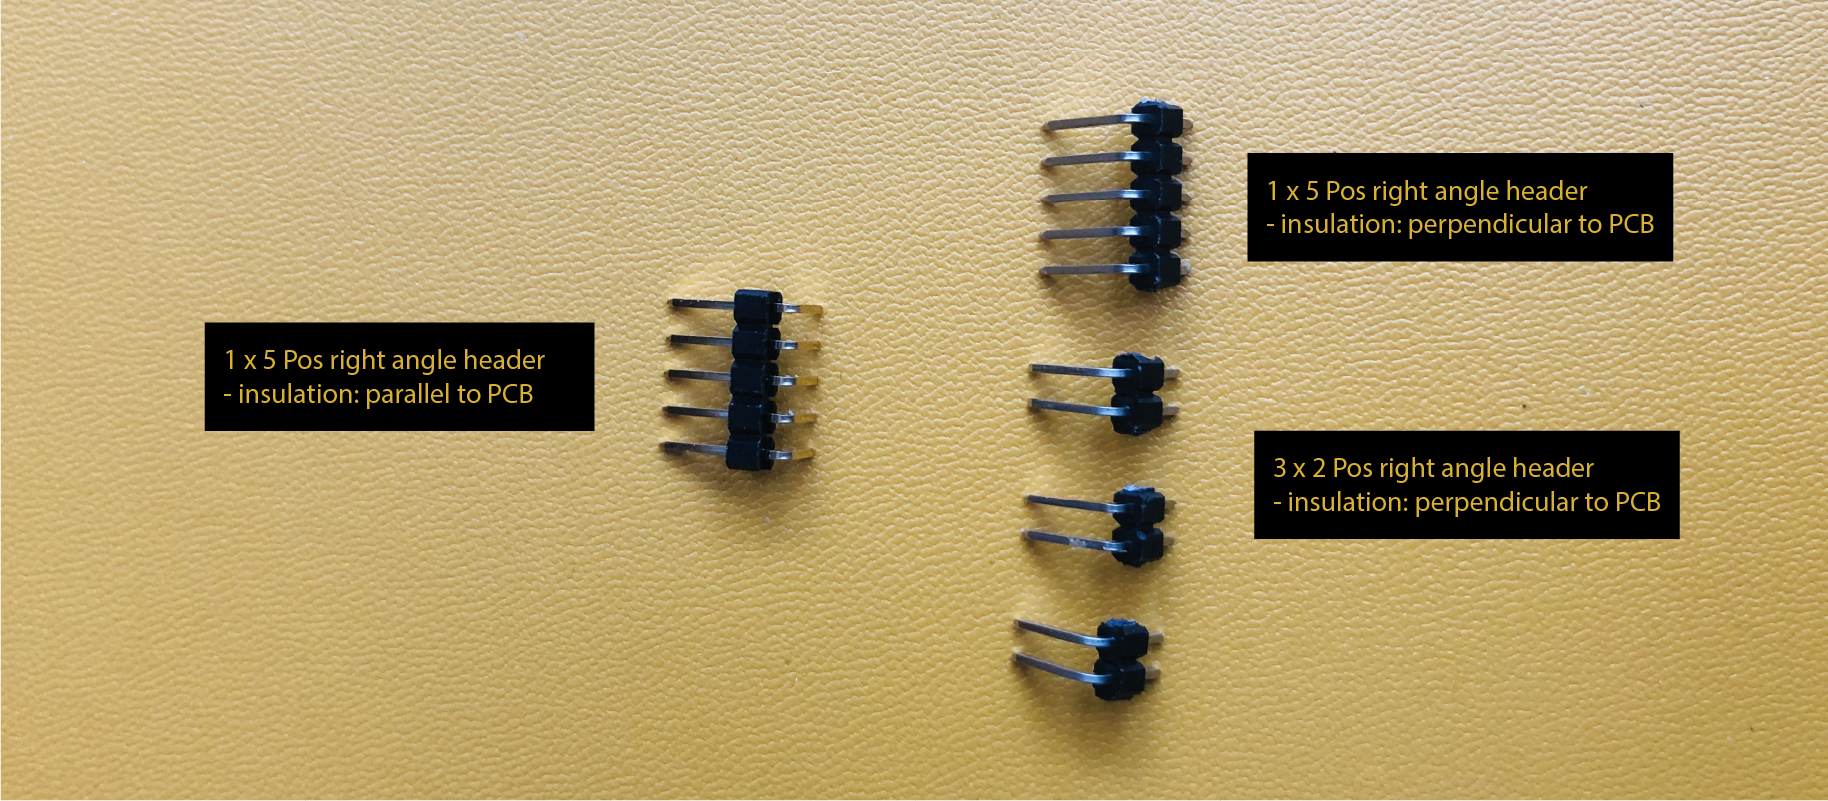 1 x 5 Pos right angle header
- insulation: parallel to PCB
1 x 5 Pos right angle header
- insulation: perpendicular to PCB
3 x 2 Pos right angle header
- insulation: perpendicular to PCB